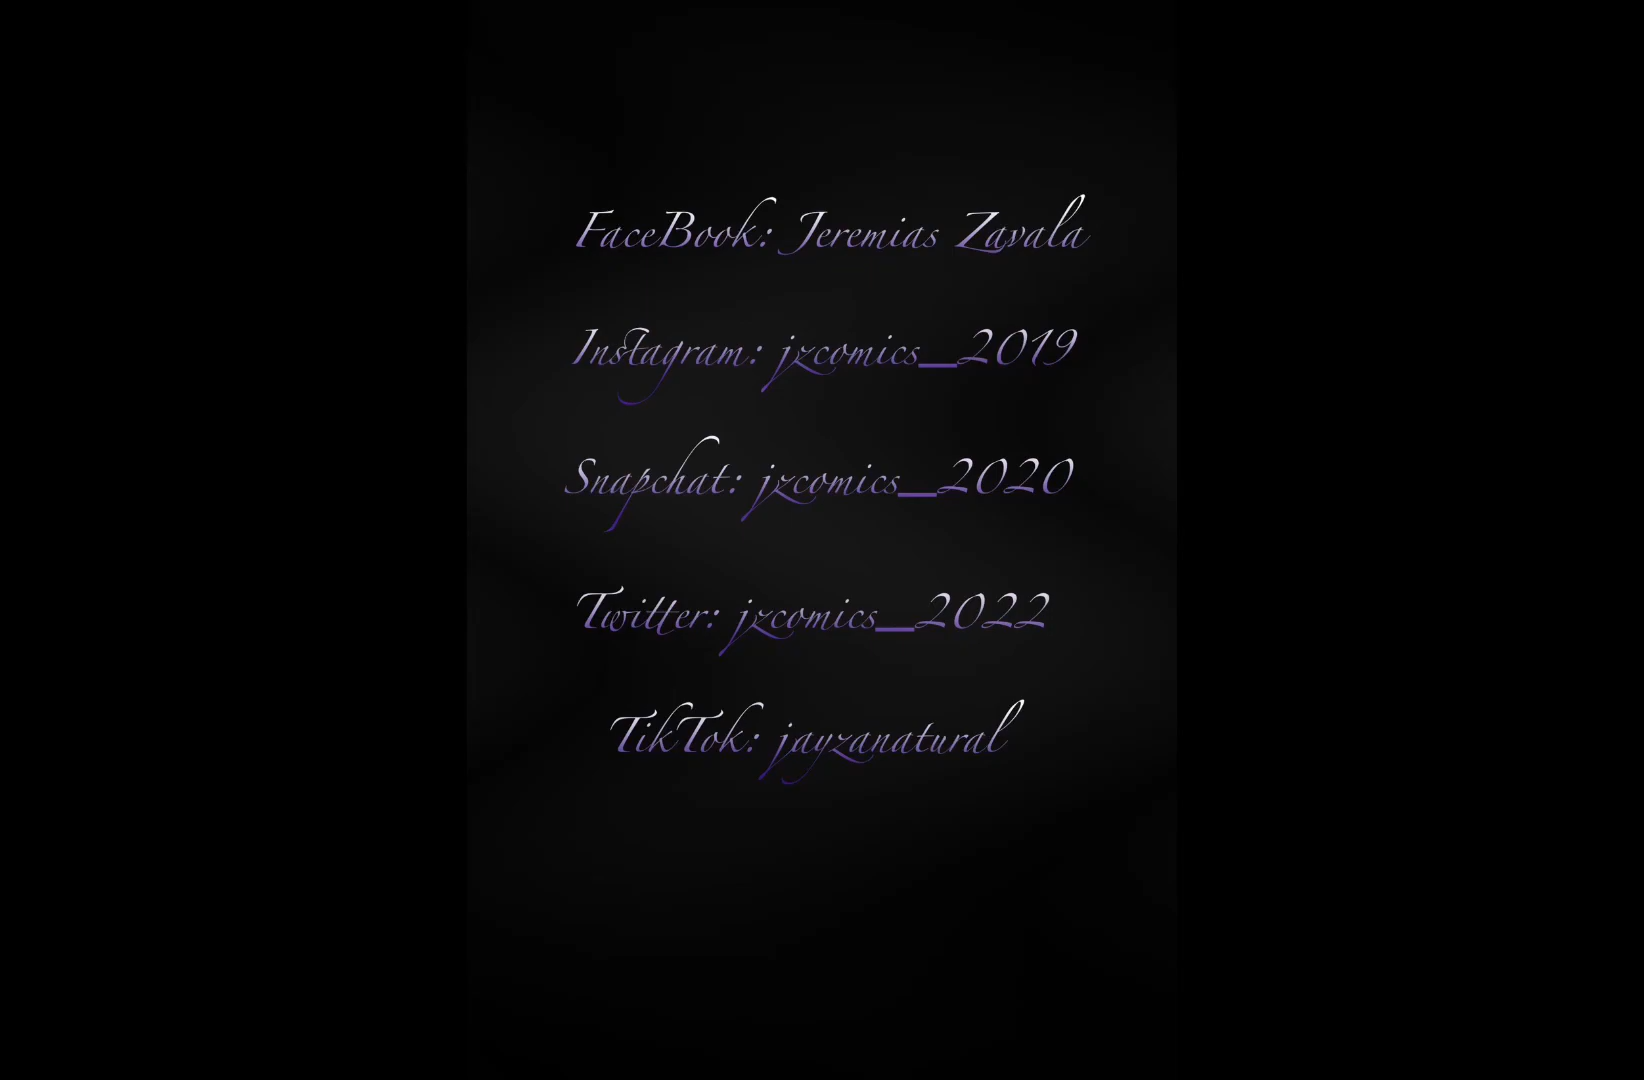 FaceBook: Jeremias Zavala
Instagram: jzcomics_2019
Snapchat: jzcomics_2020
Twitter: jzcomics_2022
TikTok: jayzanatural